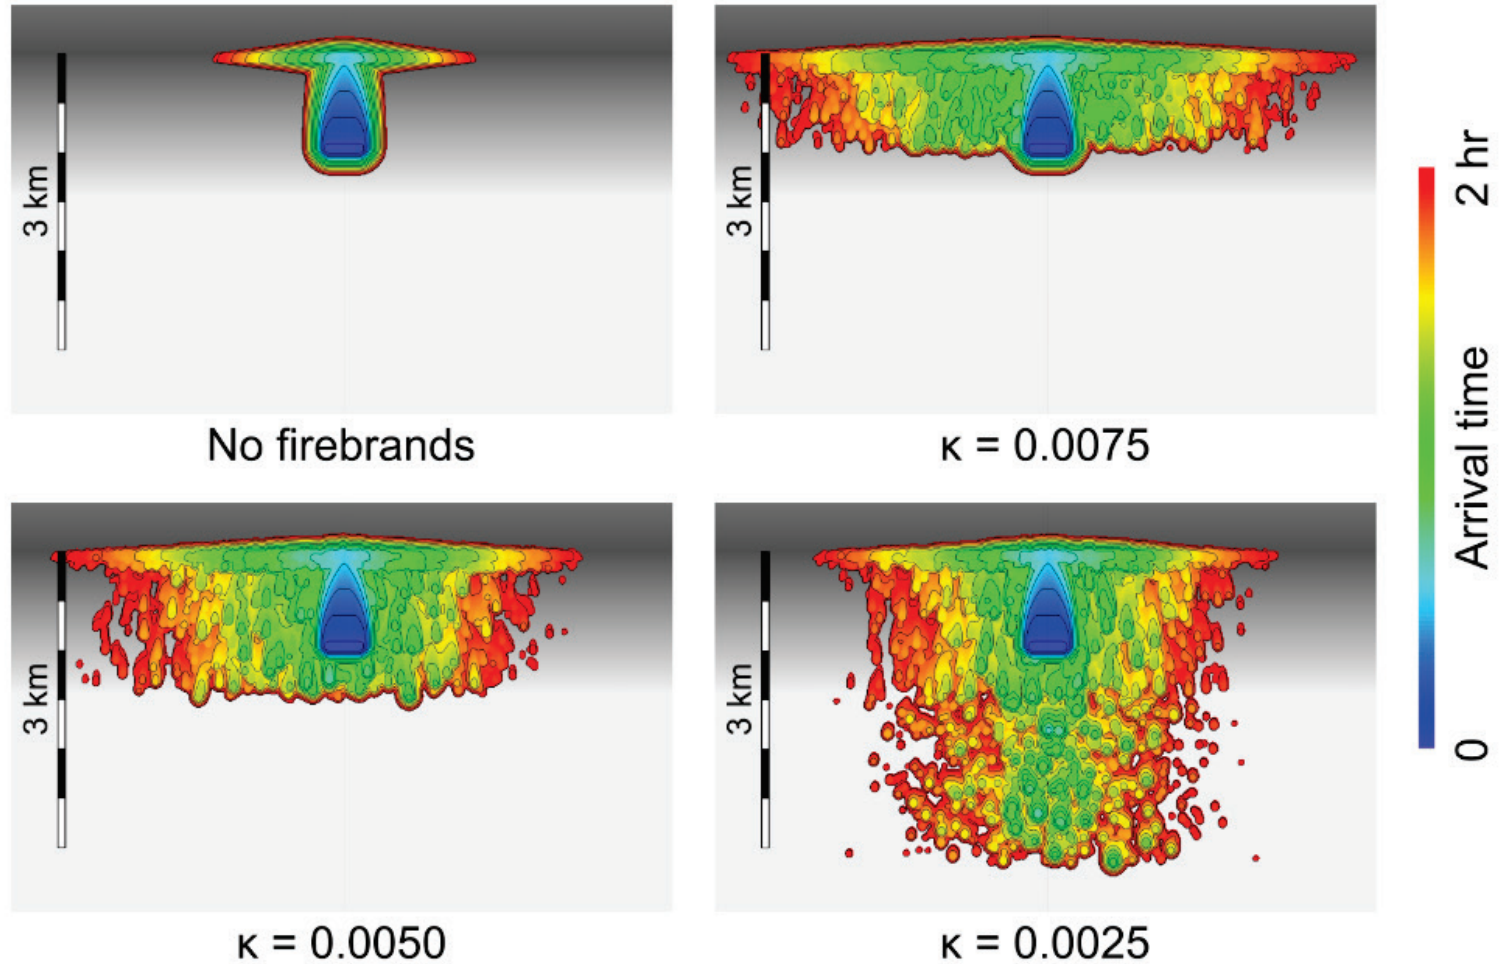 3 km
No firebrands
3 km
κ = 0.0075
3 km
κ = 0.0050
3 km
κ = 0.0025
2 hr
Arrival time
0